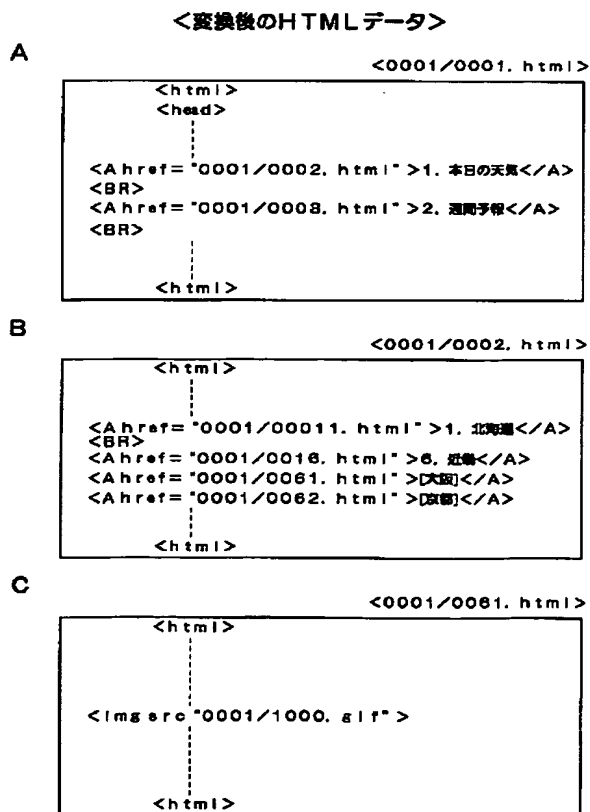 <変換後のHTMLデータ>
A
<0001/0001. html>
<html>
<head>
<A href= "0001/0002. html" >1. 本日の天気</A>
<BR>
<A href= "0001/0003. html" >2. 週間予報</A>
<BR>
<html>
B
<0001/0002. html>
<html>
<A href= "0001/00011. html" >1. 北海道</A>
<BR>
<A href= "0001/0016. html" >6. 近畿</A>
<A href= "0001/0061. html" >[大阪]</A>
<A href= "0001/0062. html" >[京都]</A>
<html>
C
<0001/0061. html>
<html>
<img src "0001/1000. gif" >
<html>